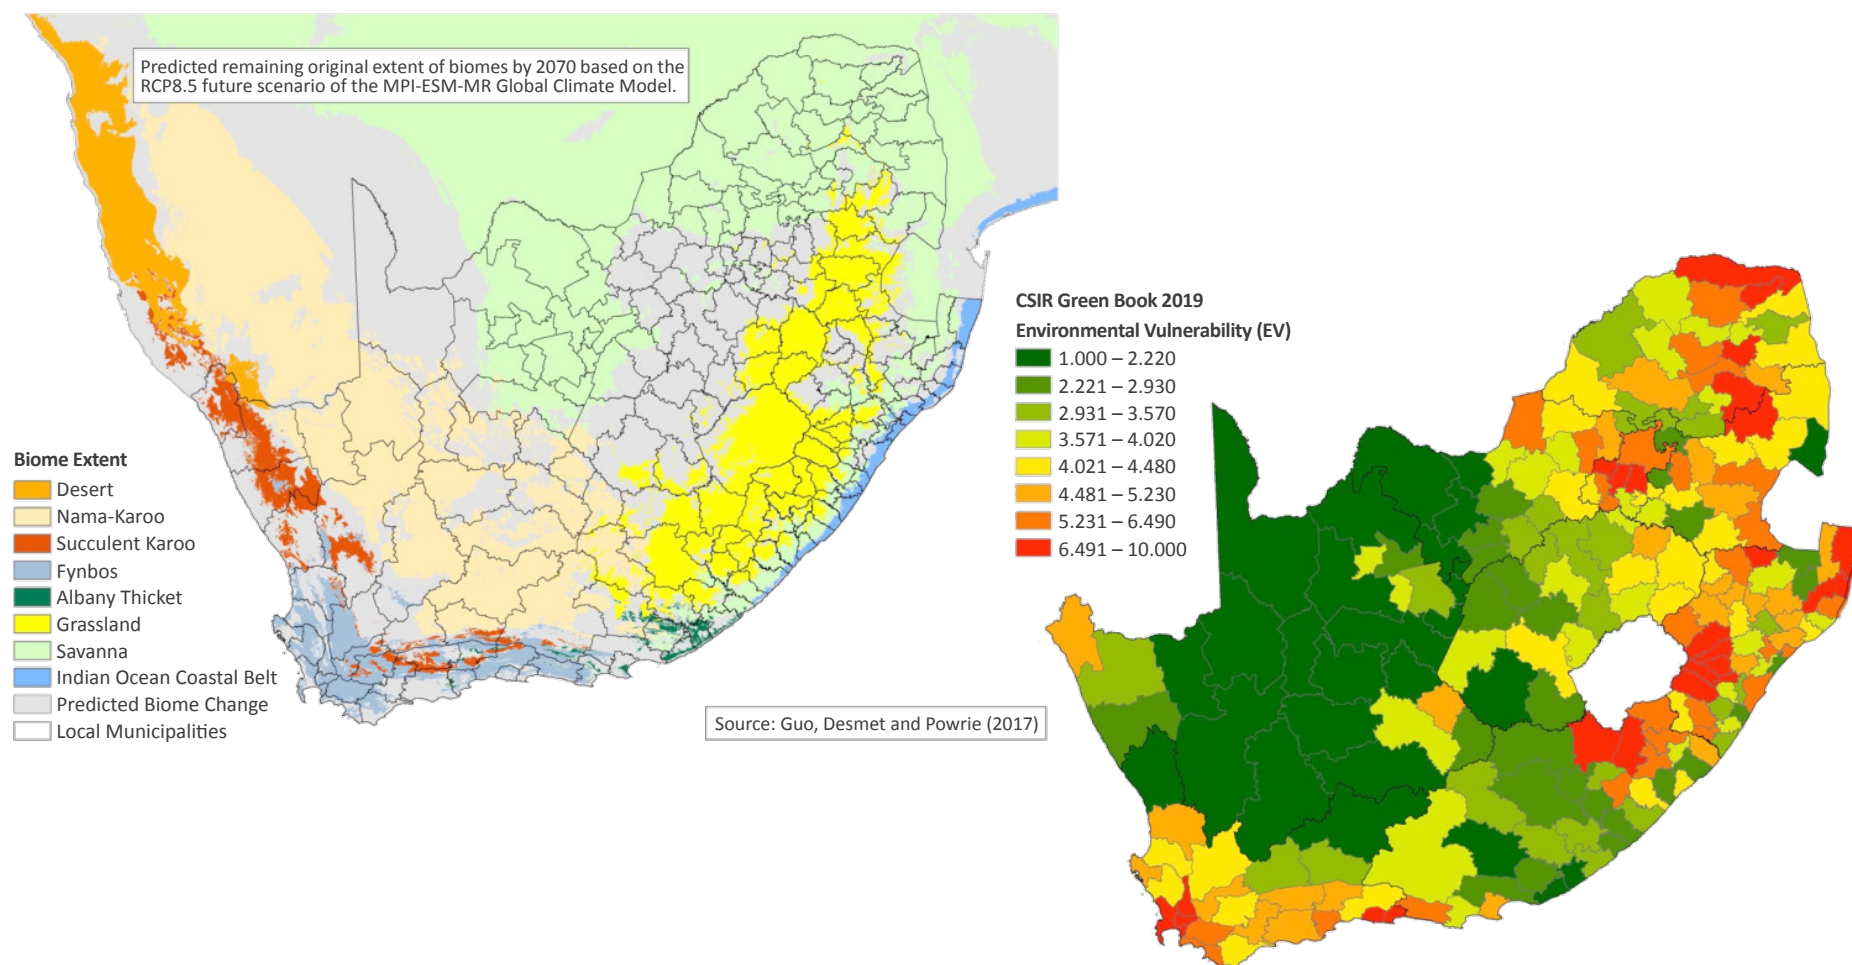 Predicted remaining original extent of biomes by 2070 based on the
RCP8.5 future scenario of the MPI-ESM-MR Global Climate Model.
Biome Extent
Desert
Nama-Karoo
Succulent Karoo
Fynbos
Albany Thicket
Grassland
Savanna
Indian Ocean Coastal Belt
Predicted Biome Change
Local Municipalities
Source: Guo, Desmet and Powrie (2017)
CSIR Green Book 2019
Environmental Vulnerability (EV)
1.000 – 2.220
2.221 – 2.930
2.931 – 3.570
3.571 – 4.020
4.021 – 4.480
4.481 – 5.230
5.231 – 6.490
6.491 – 10.000